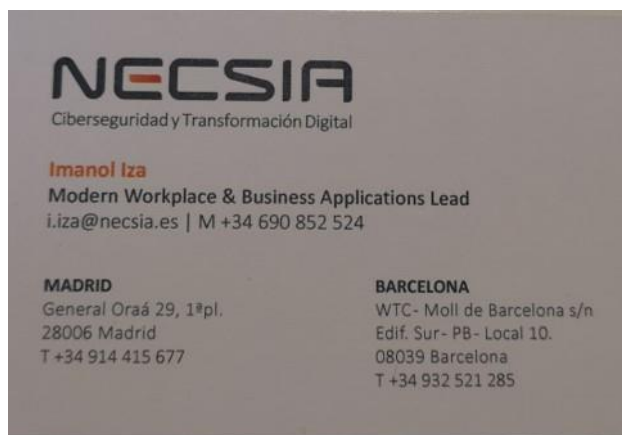 NECSIA
Ciberseguridad y Transformación Digital
Imanol Iza
Modern Workplace & Business Applications Lead
i.iza@necsia.es | M +34 690 852 524
MADRID
General Oraá 29, 1ªpl.
28006 Madrid
T +34 914 415 677
BARCELONA
WTC- Moll de Barcelona s/n
Edif. Sur- PB- Local 10.
08039 Barcelona
T +34 932 521 285